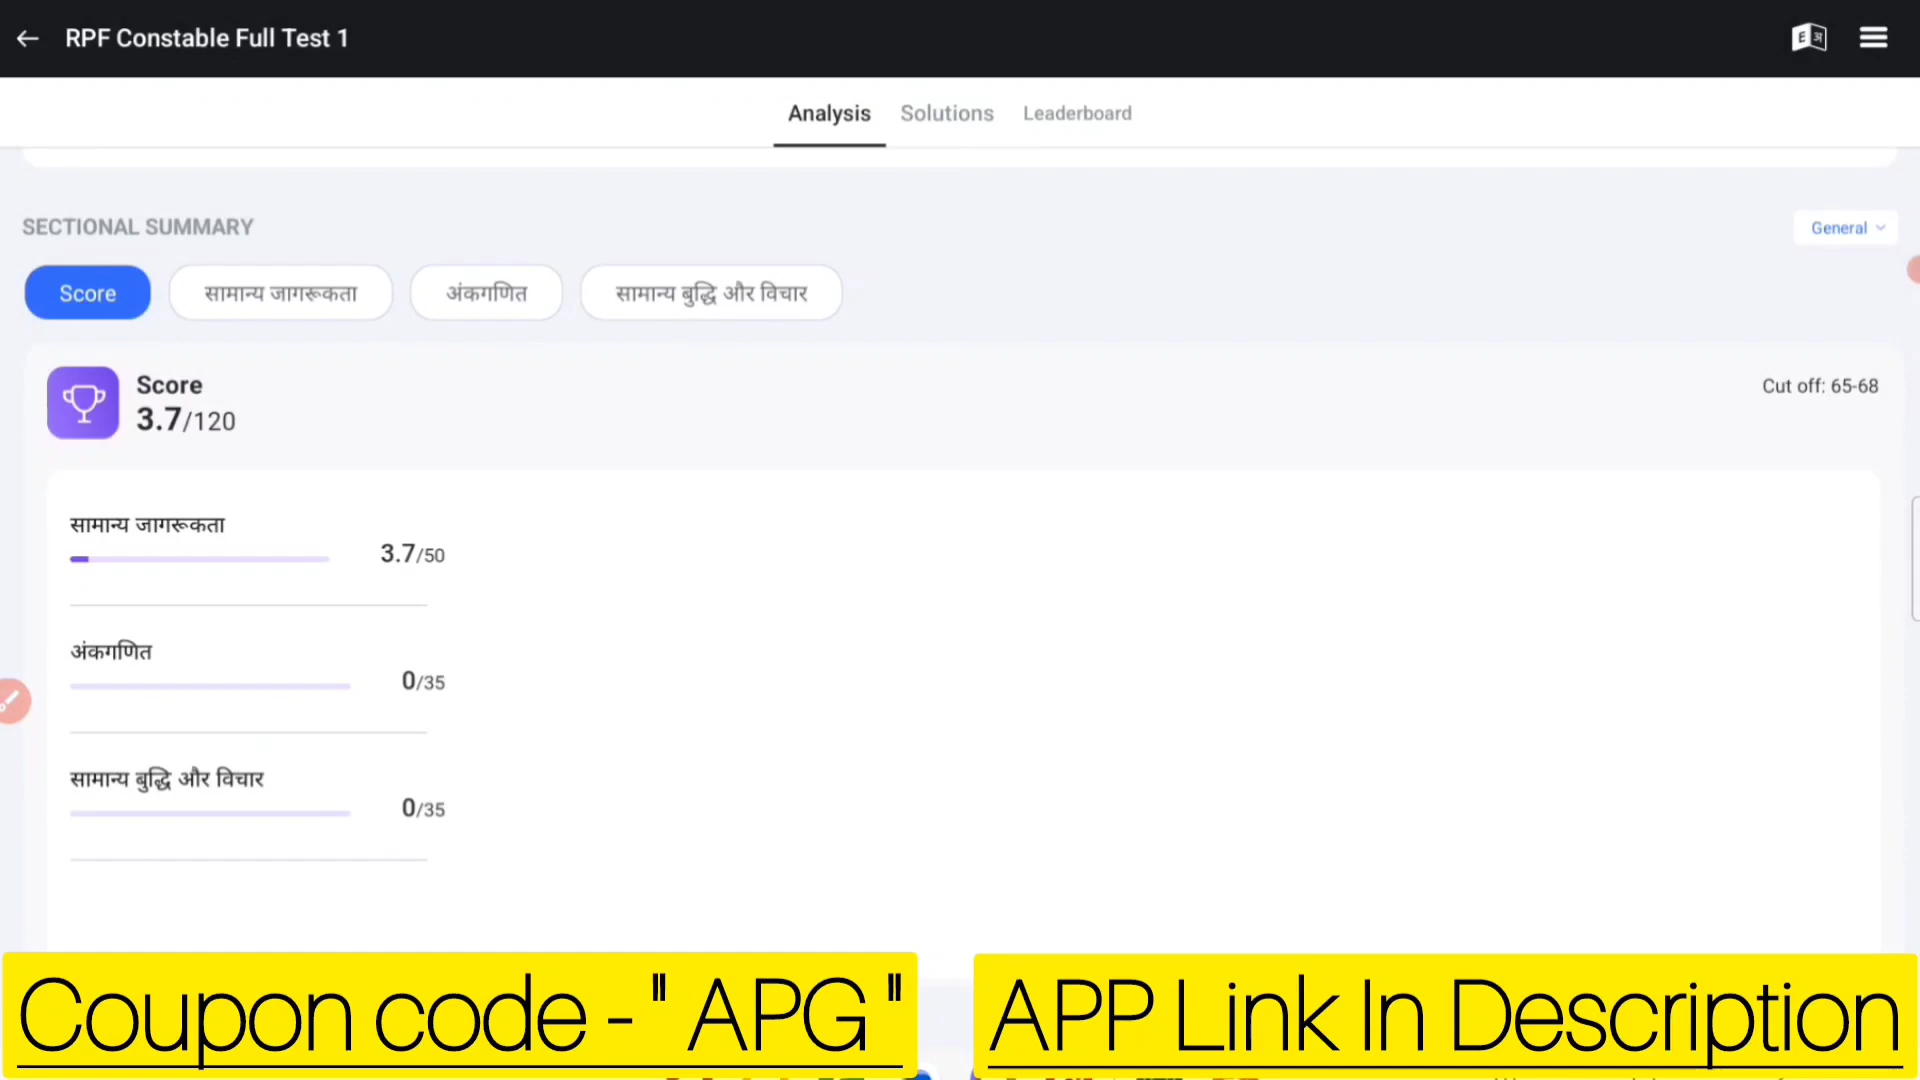 RPF Constable Full Test 1
Analysis Solutions Leaderboard
SECTIONAL SUMMARY
General
Score सामान्य जागरूकता अंकगणित सामान्य बुद्धि और विचार
Score
3.7/120
Cut off: 65-68
सामान्य जागरूकता
3.7/50
अंकगणित
0/35
सामान्य बुद्धि और विचार
0/35
Coupon code - " APG "
APP Link In Description